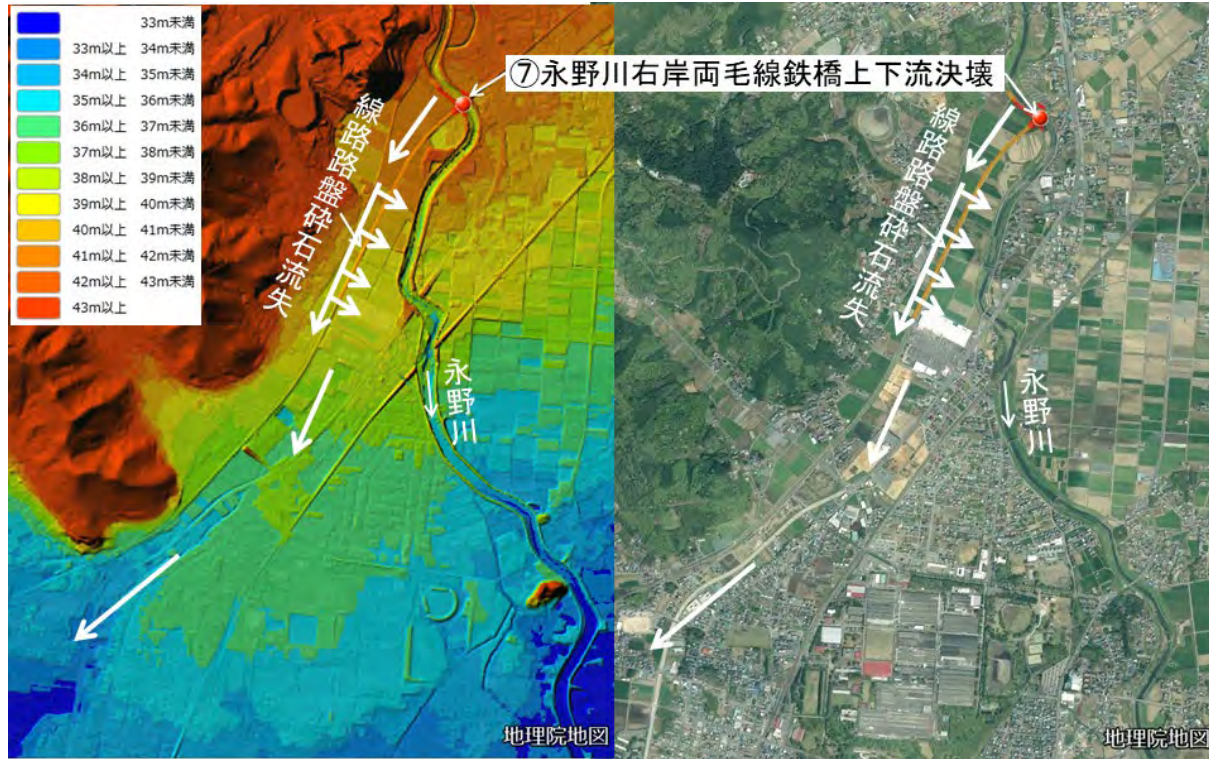 33m未満
33m以上 34m未満
34m以上 35m未満
35m以上 36m未満
36m以上 37m未満
37m以上 38m未満
38m以上 39m未満
39m以上 40m未満
40m以上 41m未満
41m以上 42m未満
42m以上 43m未満
43m以上
⑦永野川右岸両毛線鉄橋上下流決壊
線路路盤砕石流失
永野川
地理院地図
線路路盤砕石流失
永野川
地理院地図